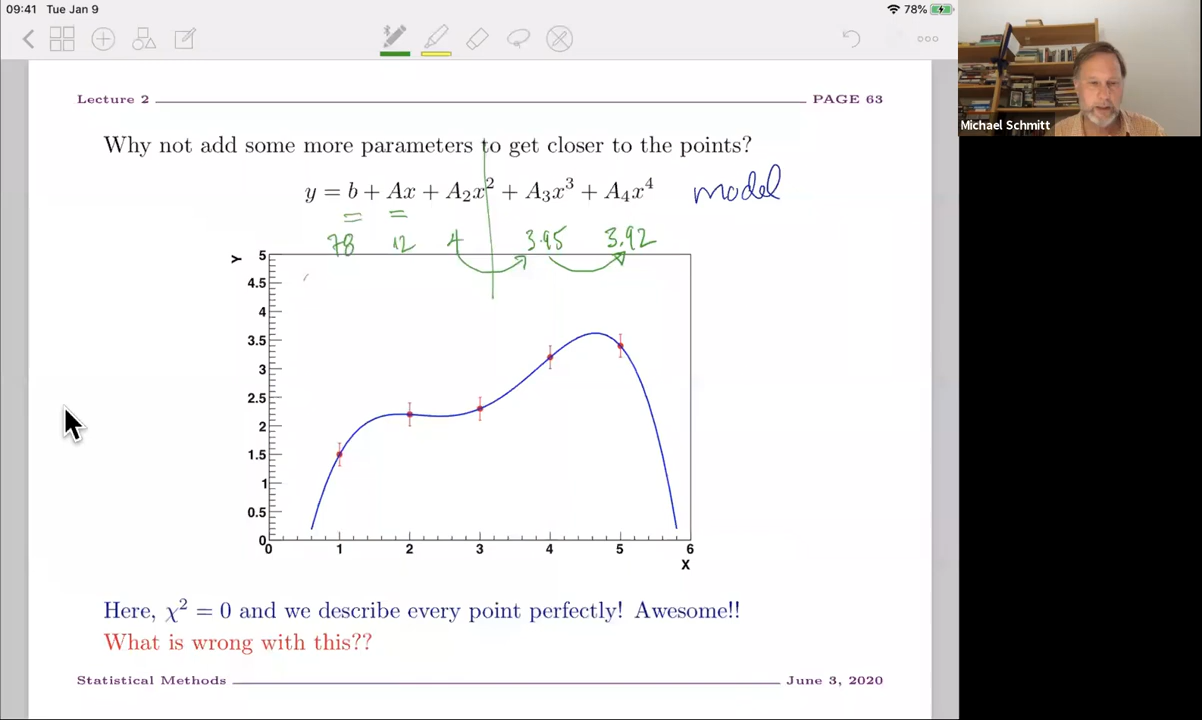 09:41 Tue Jan 9
78%
Michael Schmitt
Lecture 2
PAGE 63
Why not add some more parameters to get closer to the points?
y = b + Ax + A₂x² + A₃x³ + A₄x⁴ model
78 12 4 3.95 3.92
Y
5
4.5
4
3.5
3
2.5
2
1.5
1
0.5
0
0 1 2 3 4 5 6
X
Here, χ² = 0 and we describe every point perfectly! Awesome!!
What is wrong with this??
Statistical Methods
June 3, 2020